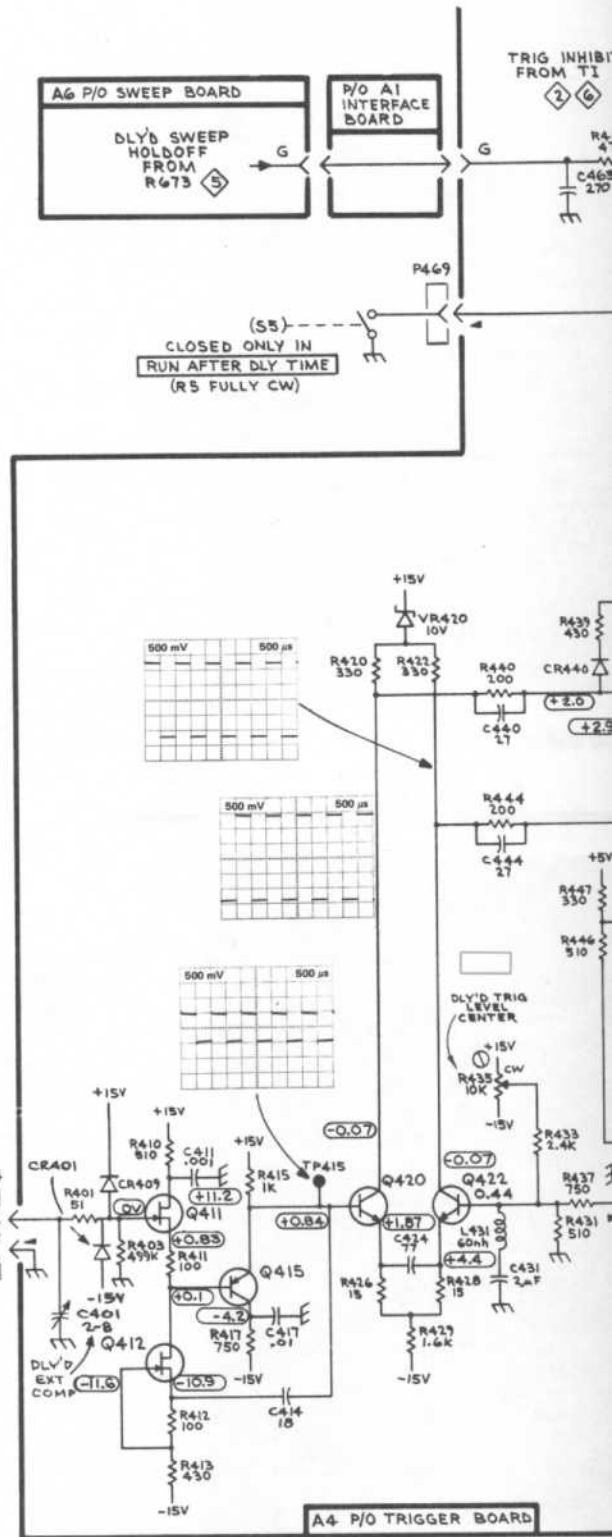 TRIG INHIBI
FROM T1
2 6
A6 P/O SWEEP BOARD
P/O A1
INTERFACE
BOARD
DLY'D SWEEP
HOLDOFF
FROM
R673 5
G
G
R4
47
C463
270
P469
(S5)
CLOSED ONLY IN
RUN AFTER DLY TIME
(R5 FULLY CW)
+15V
VR420
10V
500 mV 500 µs
R420
330
R422
330
R440
200
R439
430
CR440
+2.0
C440
27
+2.9
500 mV 500 µs
R444
200
C444
27
+5V
R447
330
R446
510
500 mV 500 µs
DLY'D TRIG
LEVEL
CENTER
+15V
R435
10K
CW
-15V
+15V
+15V
R410
510
C411
.001
+15V
-0.07
R433
2.4K
CR401
CR409
+11.2
R415
1K
TP415
Q420
-0.07
Q422
0.44
R437
750
R401
51
0V
Q411
+0.84
+1.87
R431
510
R403
499K
+0.83
R411
100
C424
77
L431
60nh
+4.4
Q415
R426
15
R428
15
C431
2µF
-15V
+0.1
C401
2-8
-4.2
C417
.01
R417
750
R429
1.6K
Q412
-15V
-15V
DLY'D
EXT
COMP
-11.6
-10.9
C414
18
R412
100
R413
430
-15V
A4 P/O TRIGGER BOARD